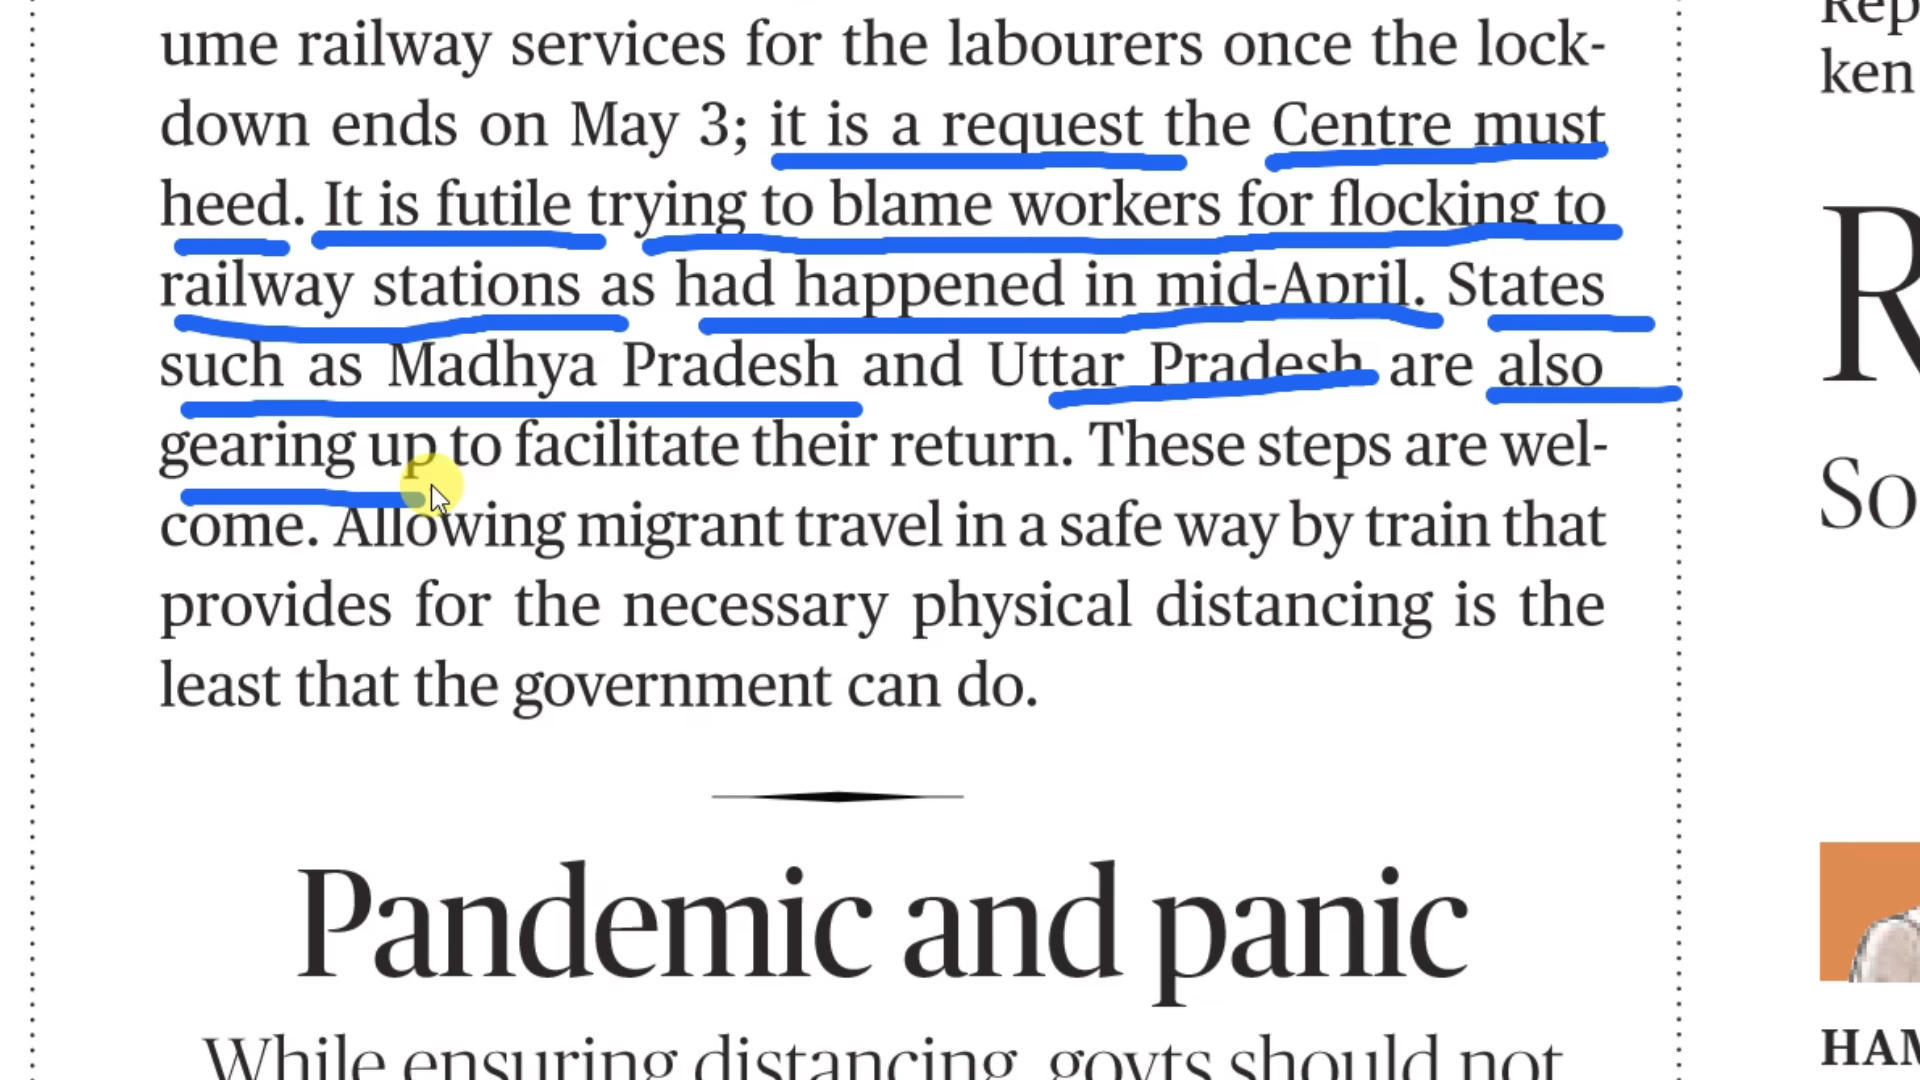 ume railway services for the labourers once the lock-
down ends on May 3; it is a request the Centre must
heed. It is futile trying to blame workers for flocking to
railway stations as had happened in mid-April. States
such as Madhya Pradesh and Uttar Pradesh are also
gearing up to facilitate their return. These steps are wel-
come. Allowing migrant travel in a safe way by train that
provides for the necessary physical distancing is the
least that the government can do.
Pandemic and panic
While ensuring distancing, govts should not
Rep
ken
R
So
HAM